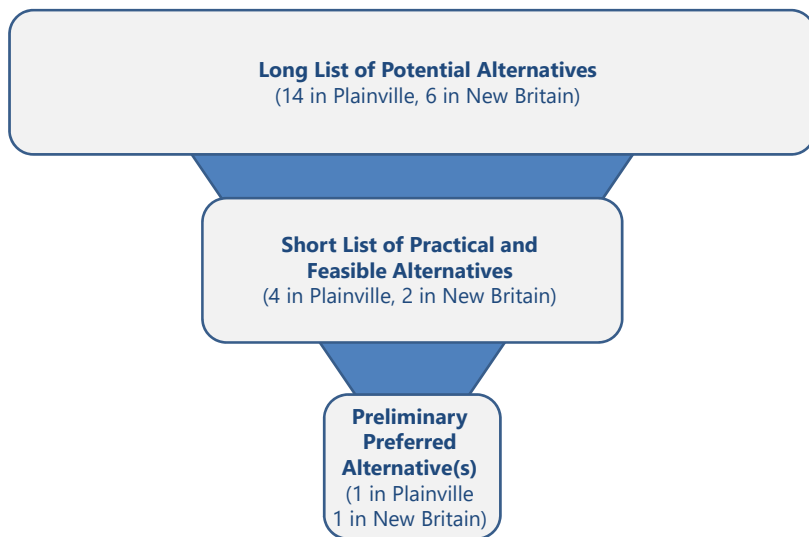 Long List of Potential Alternatives
(14 in Plainville, 6 in New Britain)
Short List of Practical and
Feasible Alternatives
(4 in Plainville, 2 in New Britain)
Preliminary
Preferred
Alternative(s)
(1 in Plainville
1 in New Britain)